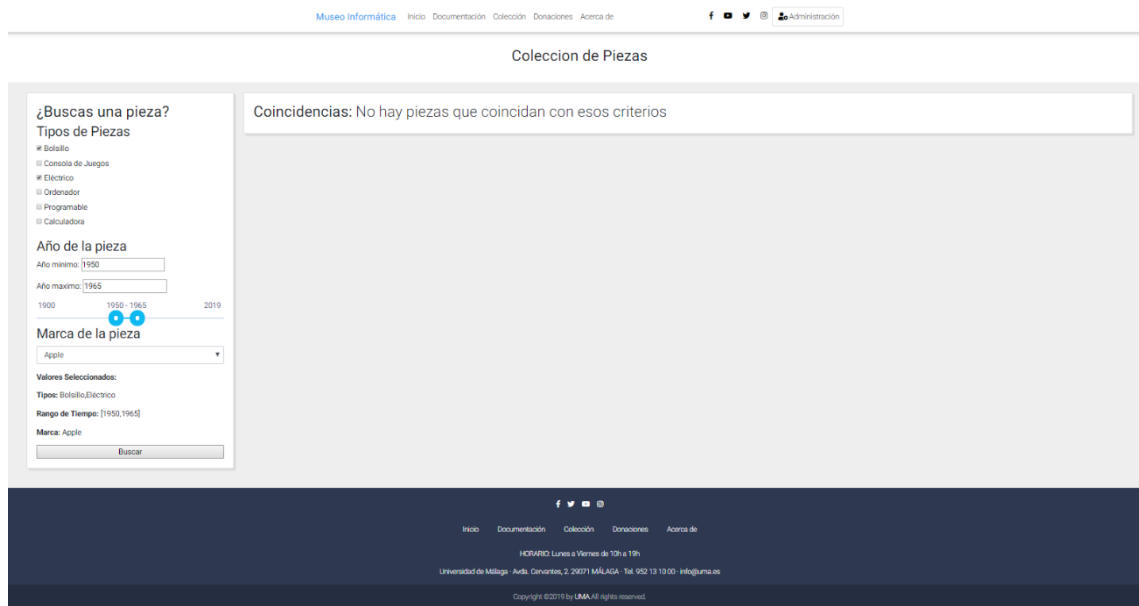 Museo Informática Inicio Documentación Colección Donaciones Acerca de Administración
Coleccion de Piezas
¿Buscas una pieza?
Tipos de Piezas
Bolsillo
Consola de Juegos
Eléctrico
Ordenador
Programable
Calculadora
Año de la pieza
Año minimo: 1950
Año maximo: 1965
1900 1950 - 1965 2019
Marca de la pieza
Apple
Valores Seleccionados:
Tipos: Bolsillo,Eléctrico
Rango de Tiempo: [1950,1965]
Marca: Apple
Buscar
Coincidencias: No hay piezas que coincidan con esos criterios
Inicio Documentación Colección Donaciones Acerca de
HORARIO: Lunes a Viernes de 10h a 19h
Universidad de Málaga · Avda. Cervantes, 2. 29071 MÁLAGA · Tel. 952 13 10 00 · info@uma.es
Copyright ©2019 by UMA All rights reserved.